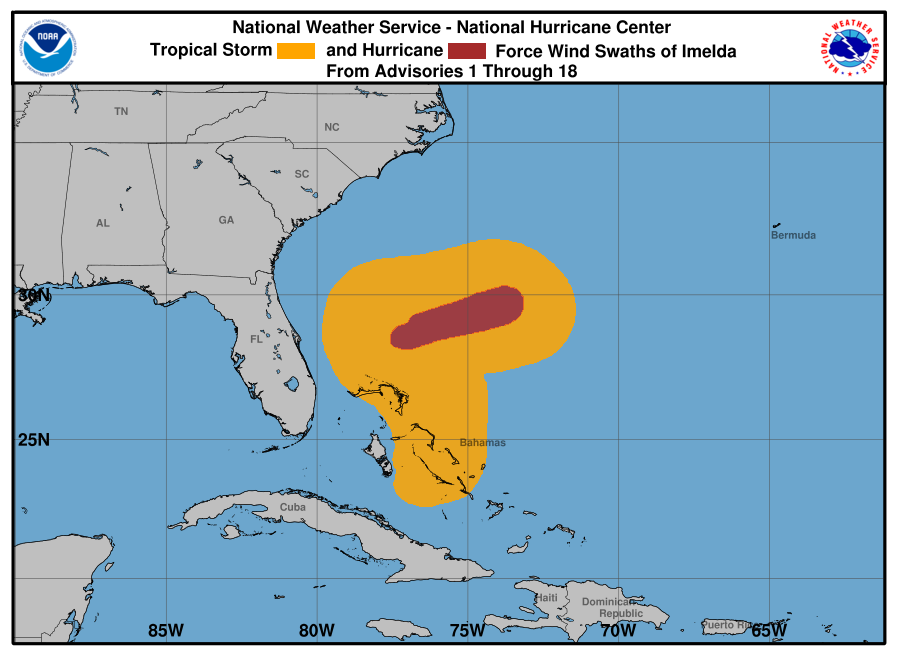 National Weather Service - National Hurricane Center
Tropical Storm and Hurricane Force Wind Swaths of Imelda
From Advisories 1 Through 18
NOAA
NATIONAL WEATHER SERVICE
TN
NC
SC
AL
GA
Bermuda
30N
FL
25N
Bahamas
Cuba
Haiti
Dominican
Republic
Puerto
85W
80W
75W
70W
65W